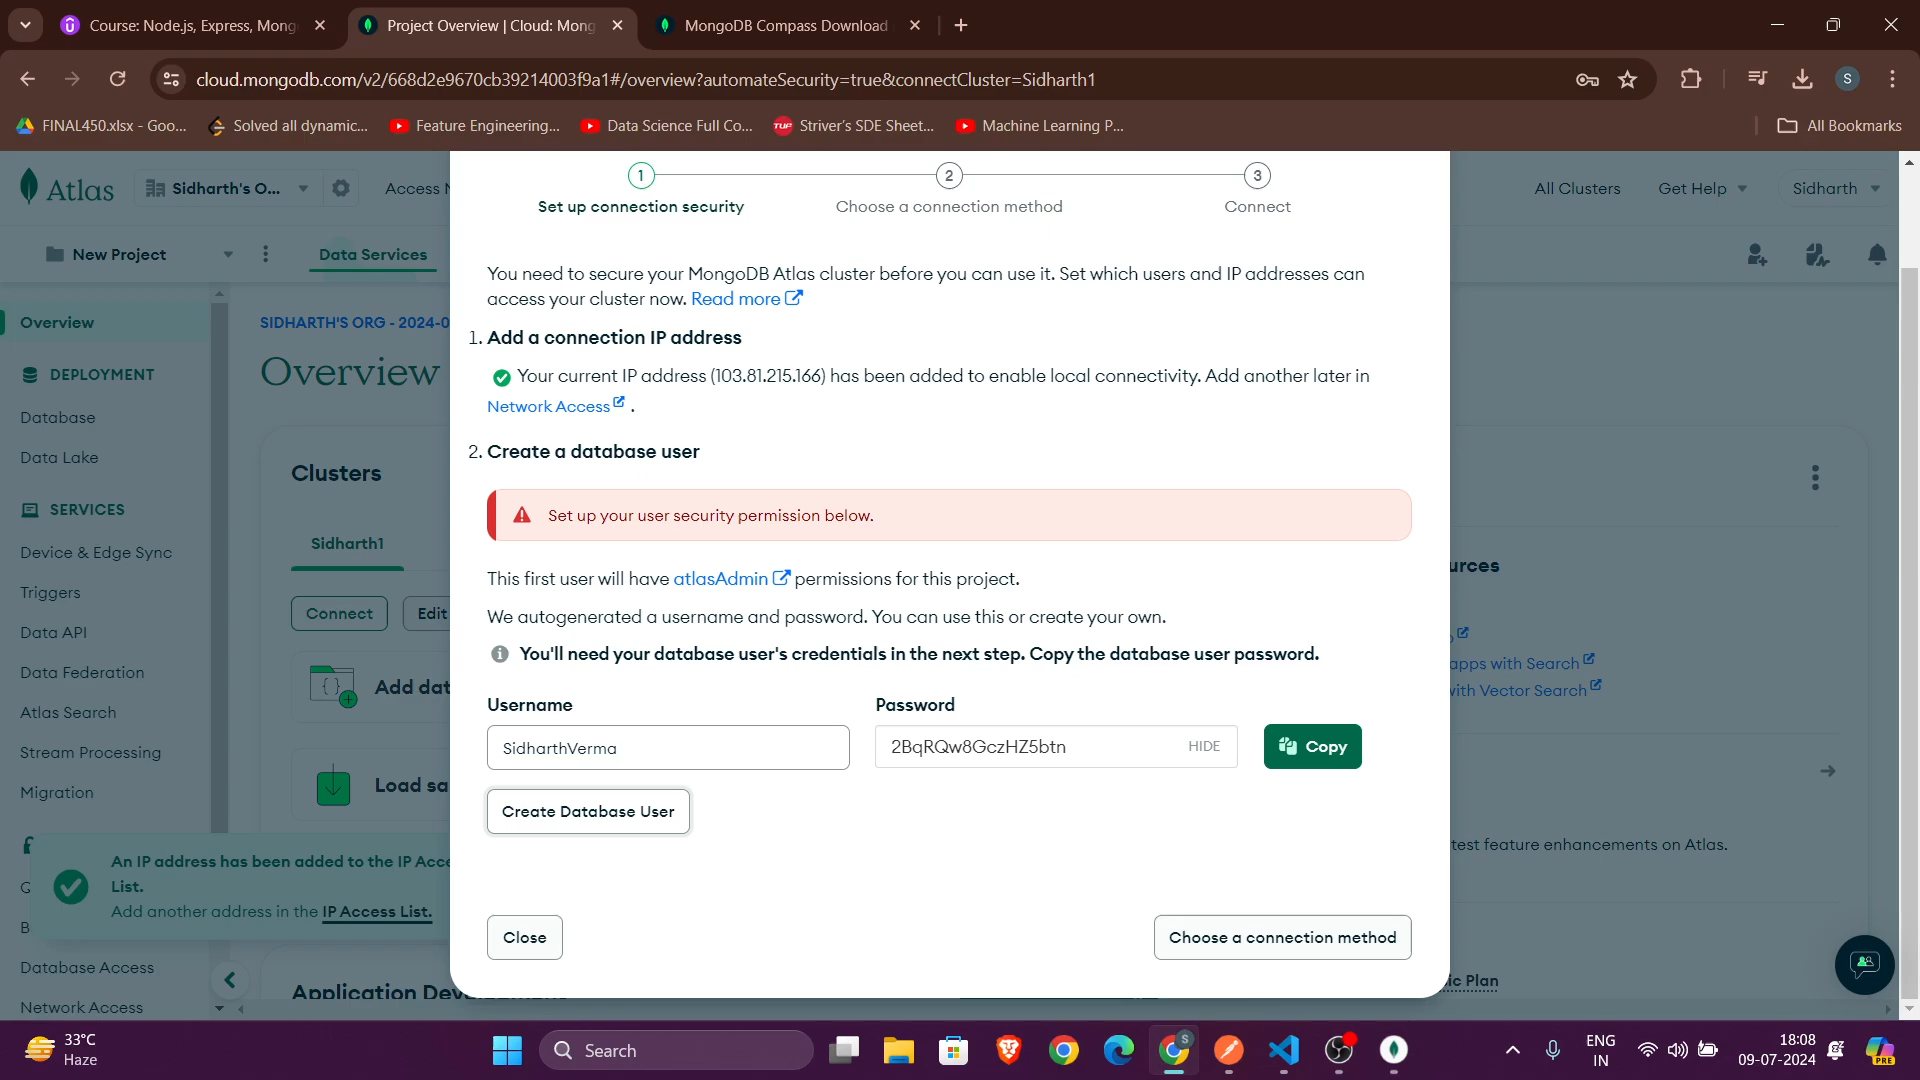 Course: Node.js, Express, Mong
Project Overview | Cloud: Mong
MongoDB Compass Download
cloud.mongodb.com/v2/668d2e9670cb39214003f9a1#/overview?automateSecurity=true&connectCluster=Sidharth1
S
FINAL450.xlsx - Goo...
Solved all dynamic...
Feature Engineering...
Data Science Full Co...
TUF
Striver's SDE Sheet...
Machine Learning P...
All Bookmarks
Atlas
Sidharth's O...
Access
All Clusters
Get Help
Sidharth
New Project
Data Services
1
2
3
Set up connection security
Choose a connection method
Connect
You need to secure your MongoDB Atlas cluster before you can use it. Set which users and IP addresses can
access your cluster now. Read more
1. Add a connection IP address
Your current IP address (103.81.215.166) has been added to enable local connectivity. Add another later in
Network Access .
2. Create a database user
Set up your user security permission below.
This first user will have atlasAdmin permissions for this project.
We autogenerated a username and password. You can use this or create your own.
You'll need your database user's credentials in the next step. Copy the database user password.
Username
Password
SidharthVerma
2BqRQw8GczHZ5btn
HIDE
Copy
Create Database User
Close
Choose a connection method
Overview
DEPLOYMENT
Database
Data Lake
SERVICES
Device & Edge Sync
Triggers
Data API
Data Federation
Atlas Search
Stream Processing
Migration
Database Access
Network Access
SIDHARTH'S ORG - 2024-0
Overview
Clusters
Sidharth1
Connect
Edit
Add dat
Load sa
An IP address has been added to the IP Acce
List.
Add another address in the IP Access List.
Application Dev
urces
apps with Search
with Vector Search
test feature enhancements on Atlas.
ic Plan
33°C
Haze
Search
S
ENG
IN
18:08
09-07-2024
PRE